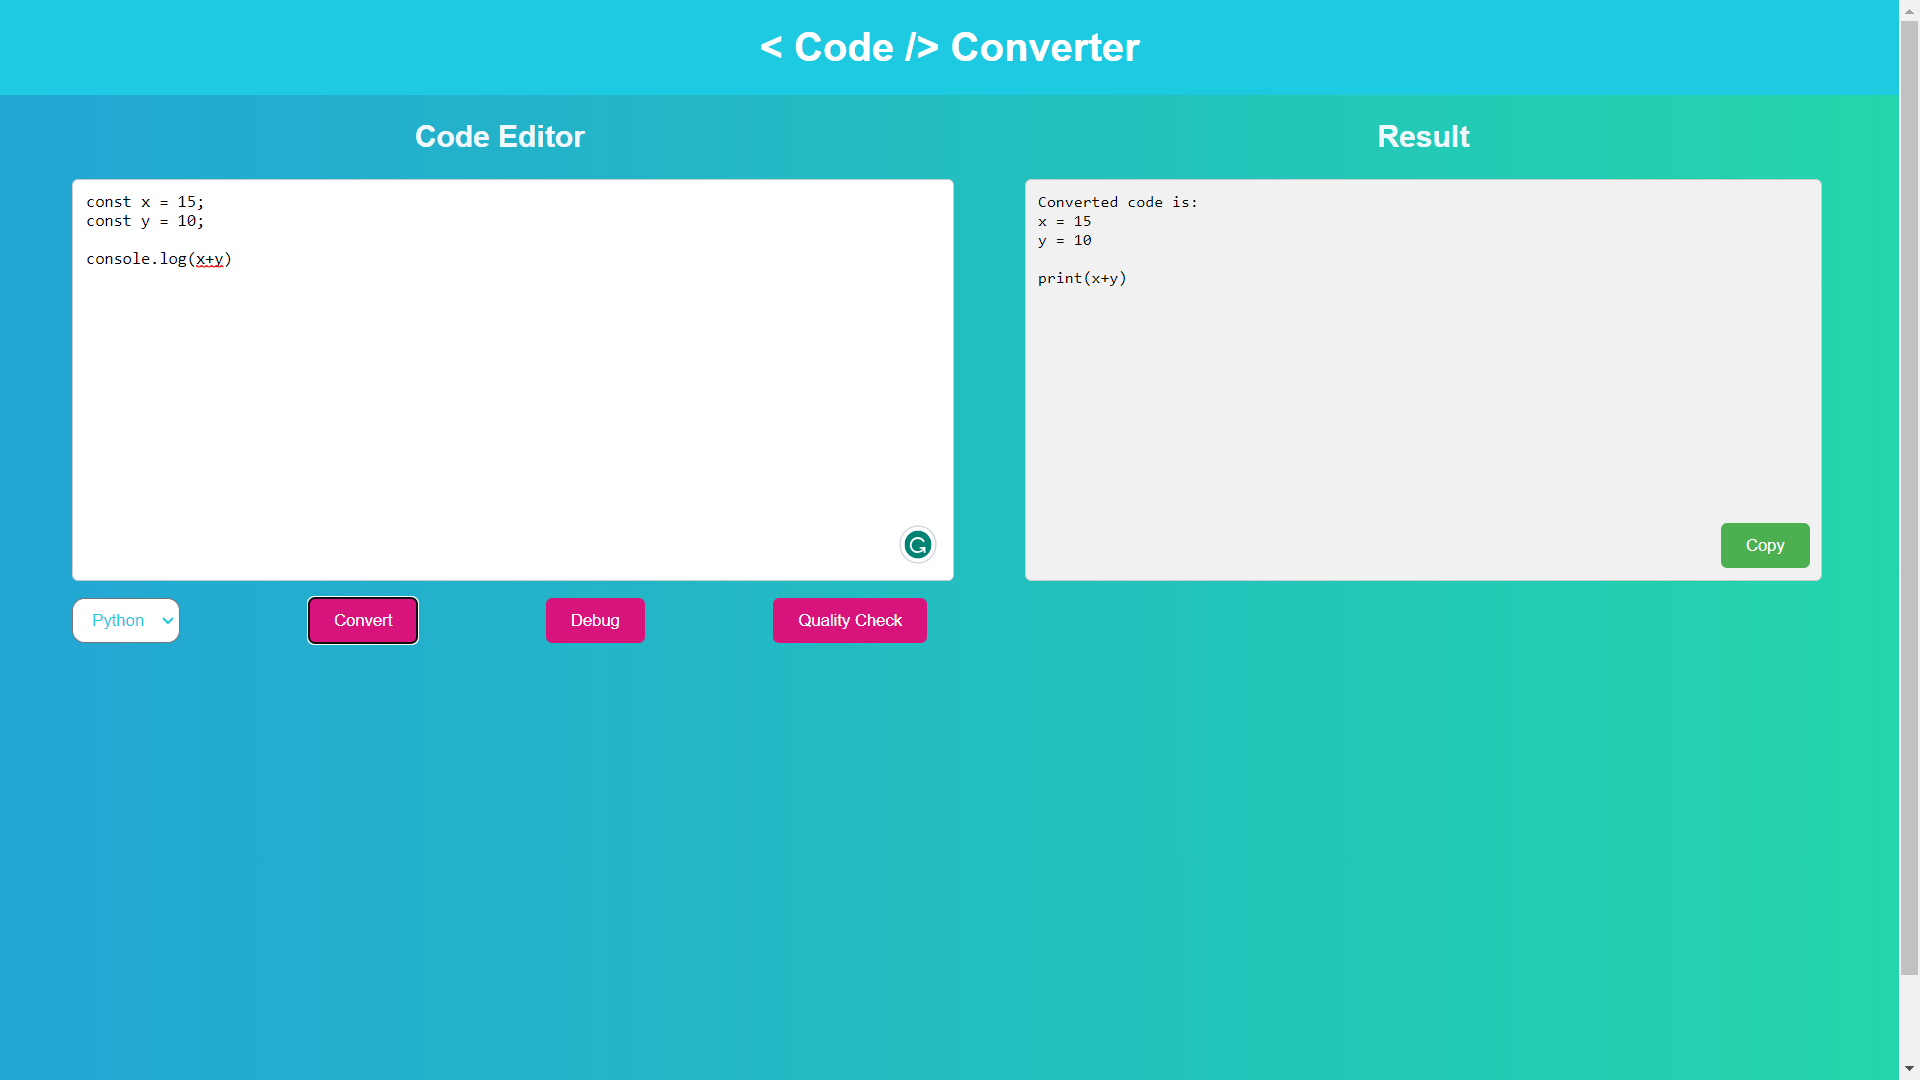 < Code /> Converter
Code Editor
const x = 15;
const y = 10;
console.log(x+y)
Python
Convert
Debug
Quality Check
Result
Converted code is:
x = 15
y = 10
print(x+y)
Copy